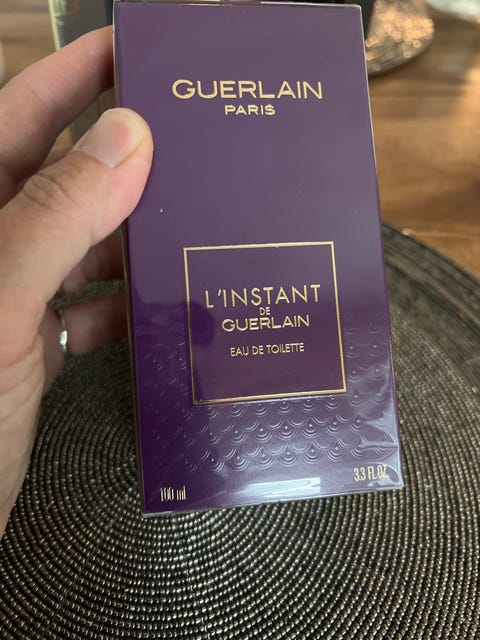 GUERLAIN
PARIS
L'INSTANT
DE
GUERLAIN
EAU DE TOILETTE
100 ml
3.3 FL.OZ.